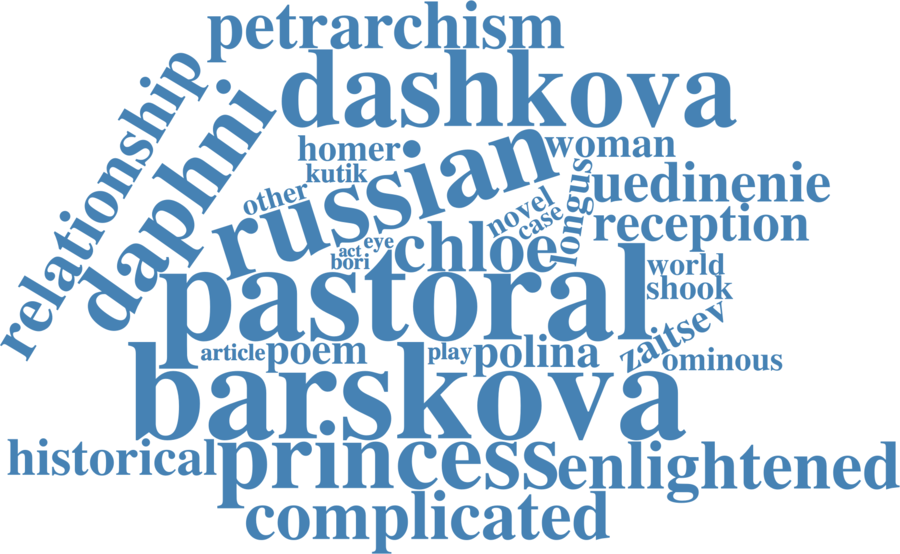 petrarchism
dashkova
relationship
daphni
homer
woman
kutik
russian
other
longus
uedinenie
novel
case
reception
act
eye
bori
chloe
world
shook
pastoral
zaitsev
article
poem
play
polina
ominous
barskova
historical
princess
enlightened
complicated